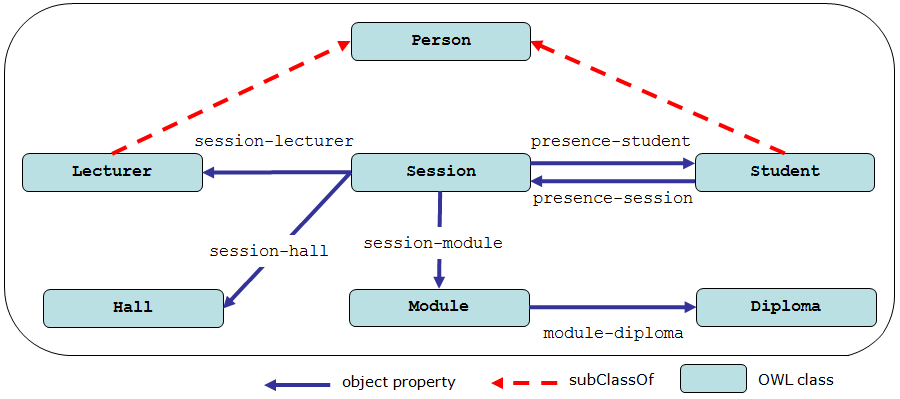 Person
session-lecturer
presence-student
Lecturer
Session
Student
presence-session
session-hall
session-module
Hall
Module
Diploma
module-diploma
object property
subClassOf
OWL class